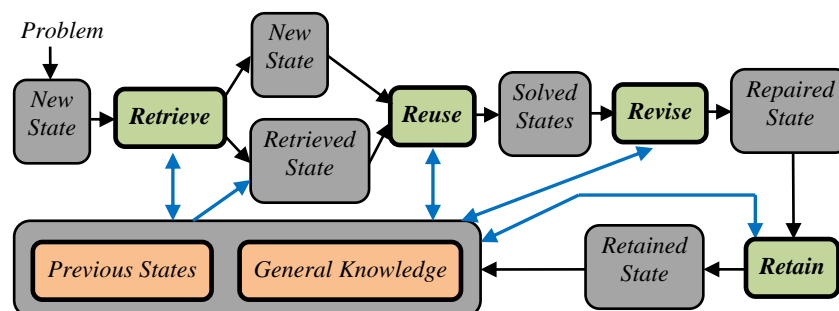 Problem
New
State
Retrieve
New
State
Retrieved
State
Reuse
Solved
States
Revise
Repaired
State
Previous States
General Knowledge
Retained
State
Retain